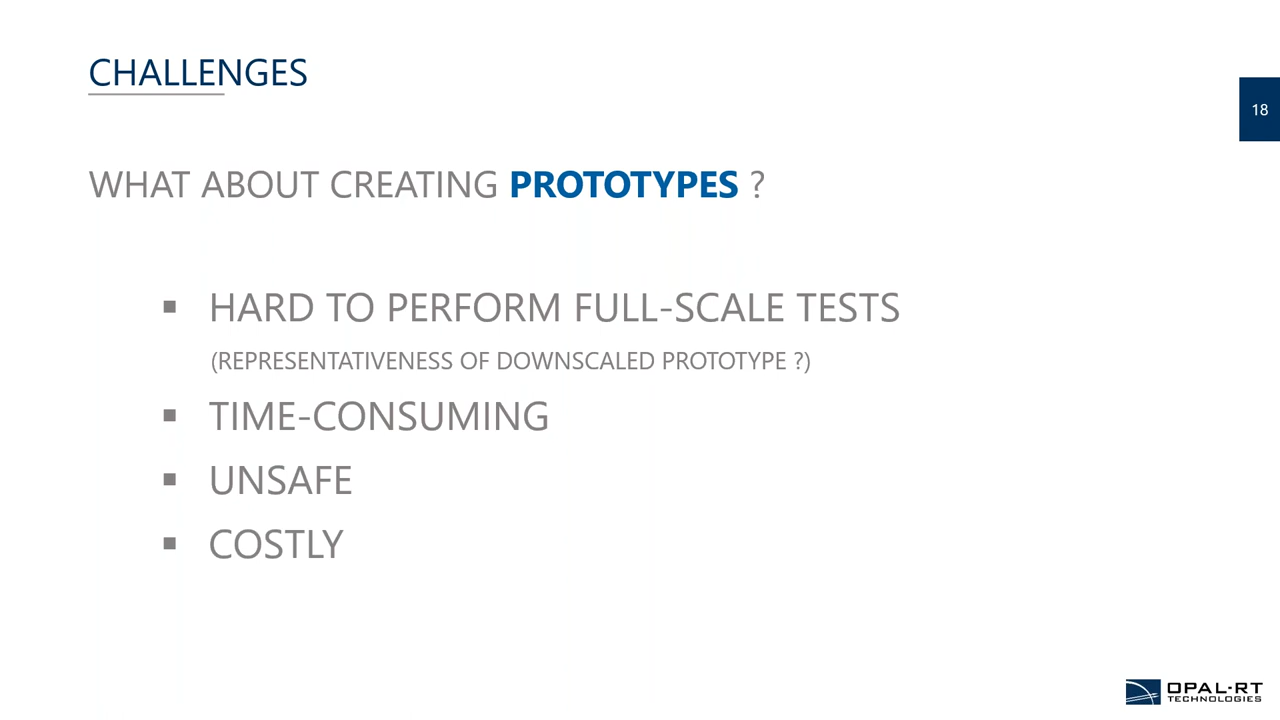 CHALLENGES
18
WHAT ABOUT CREATING PROTOTYPES ?
▪ HARD TO PERFORM FULL-SCALE TESTS
(REPRESENTATIVENESS OF DOWNSCALED PROTOTYPE ?)
▪ TIME-CONSUMING
▪ UNSAFE
▪ COSTLY
OPAL-RT
TECHNOLOGIES